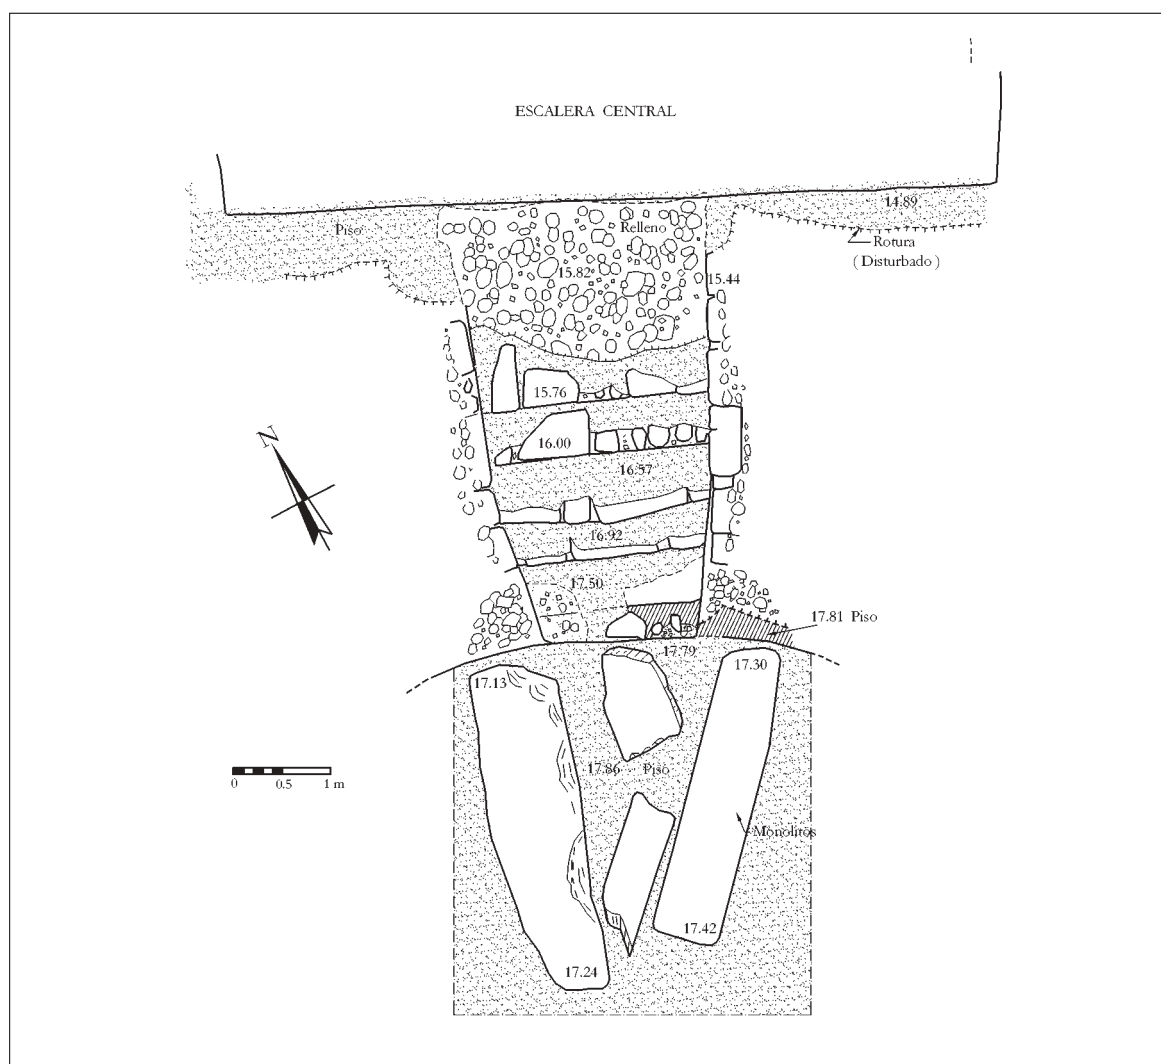 ESCALERA CENTRAL
14.89
Piso
Relleno
Rotura
( Disturbado )
15.82
15.44
15.76
16.00
16.57
N
16.92
17.50
17.81 Piso
17.79
17.30
17.13
17.86 Piso
0 0.5 1 m
Monolitos
17.42
17.24